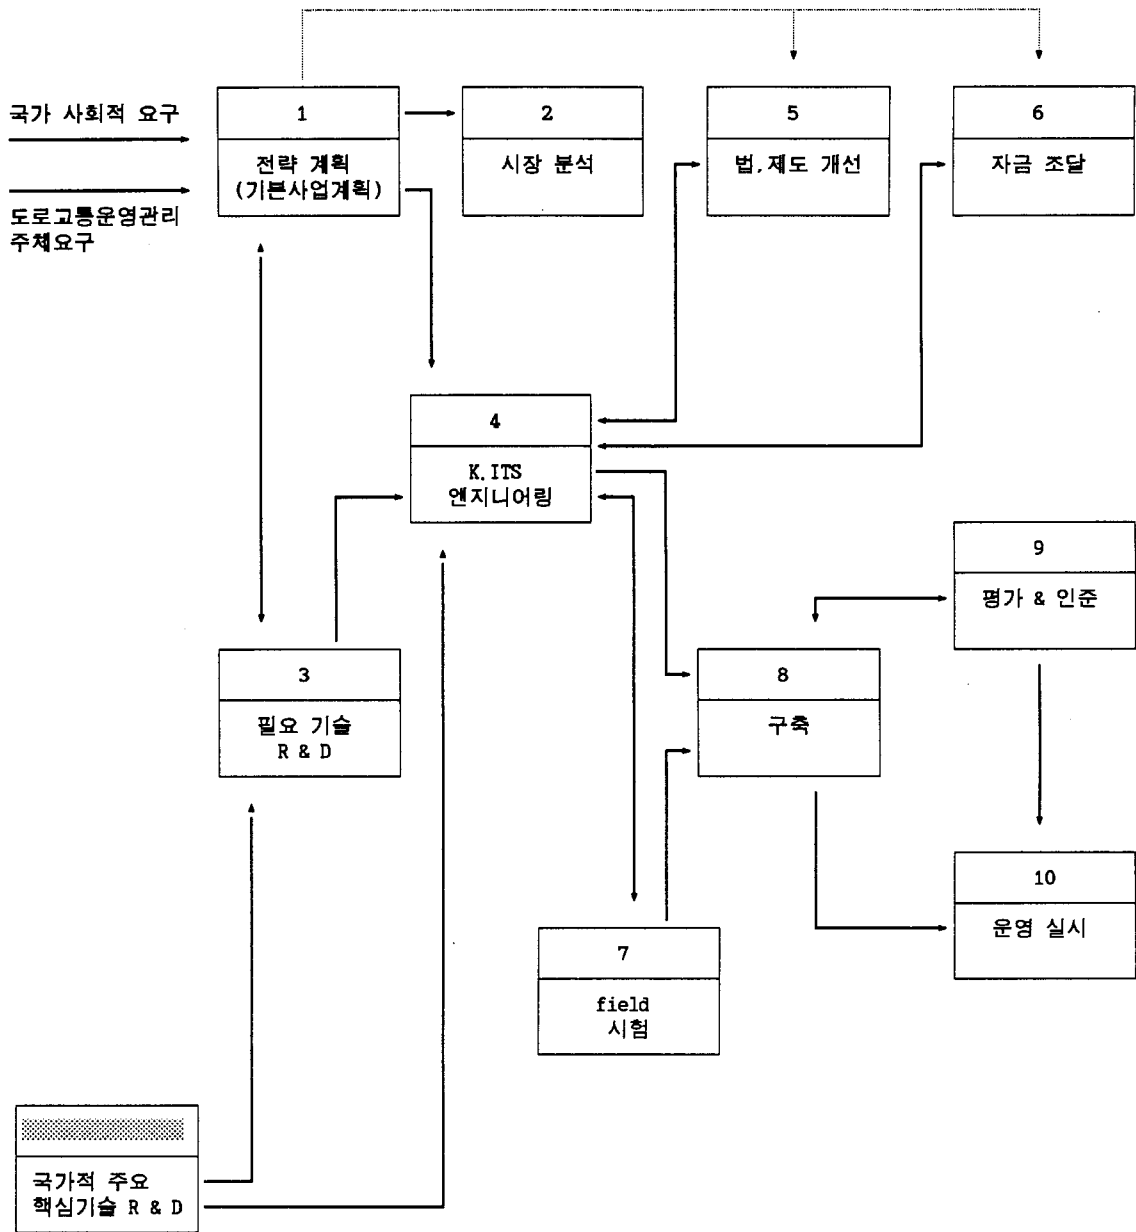 국가 사회적 요구
도로교통운영관리
주체요구
1
전략 계획
(기본사업계획)
2
시장 분석
5
법,제도 개선
6
자금 조달
4
K.ITS
엔지니어링
3
필요 기술
R & D
8
구축
9
평가 & 인준
7
field
시험
10
운영 실시
국가적 주요
핵심기술 R & D